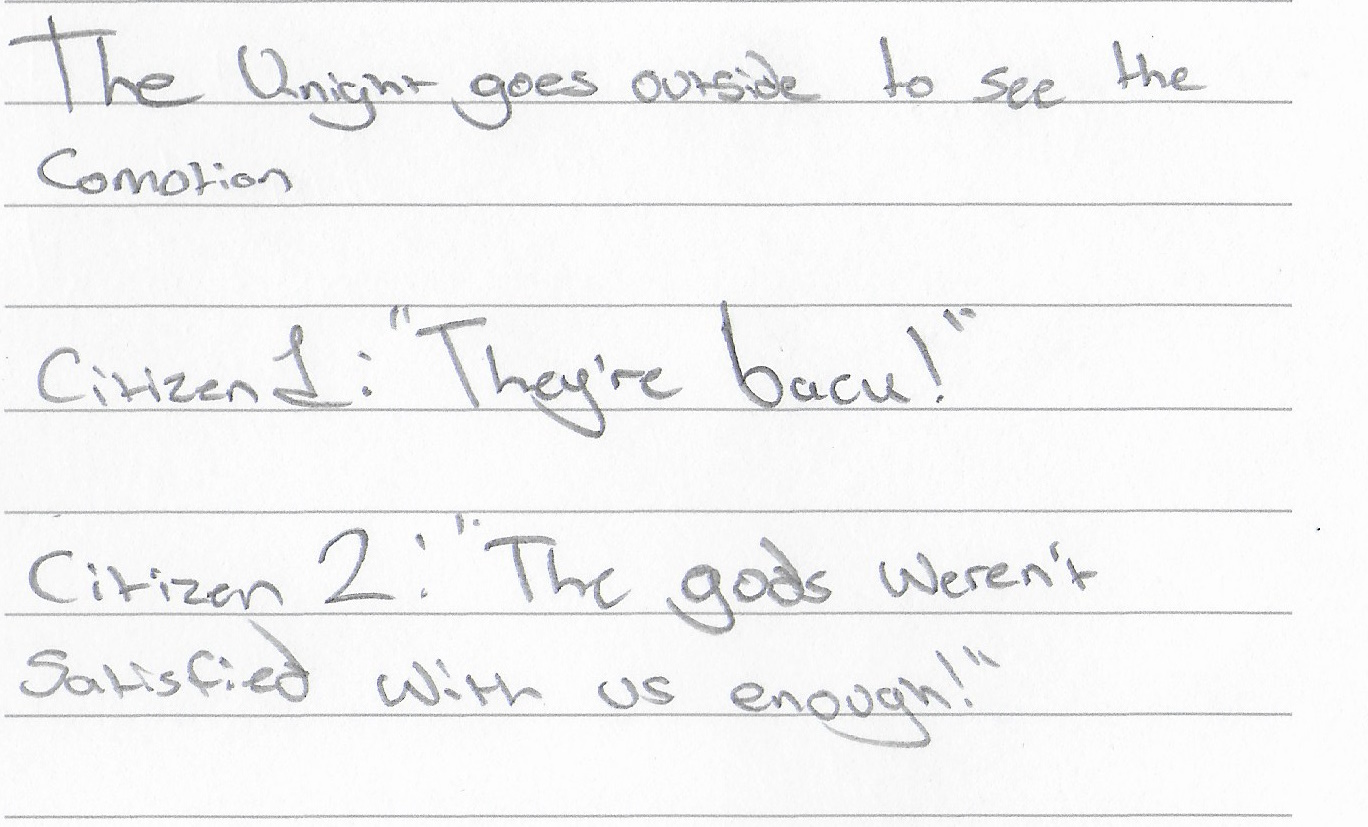 The Knight goes outside to see the
Comotion
Citizen 1: "They're back!"
Citizen 2: "The gods weren't
Satisfied with us enough!"